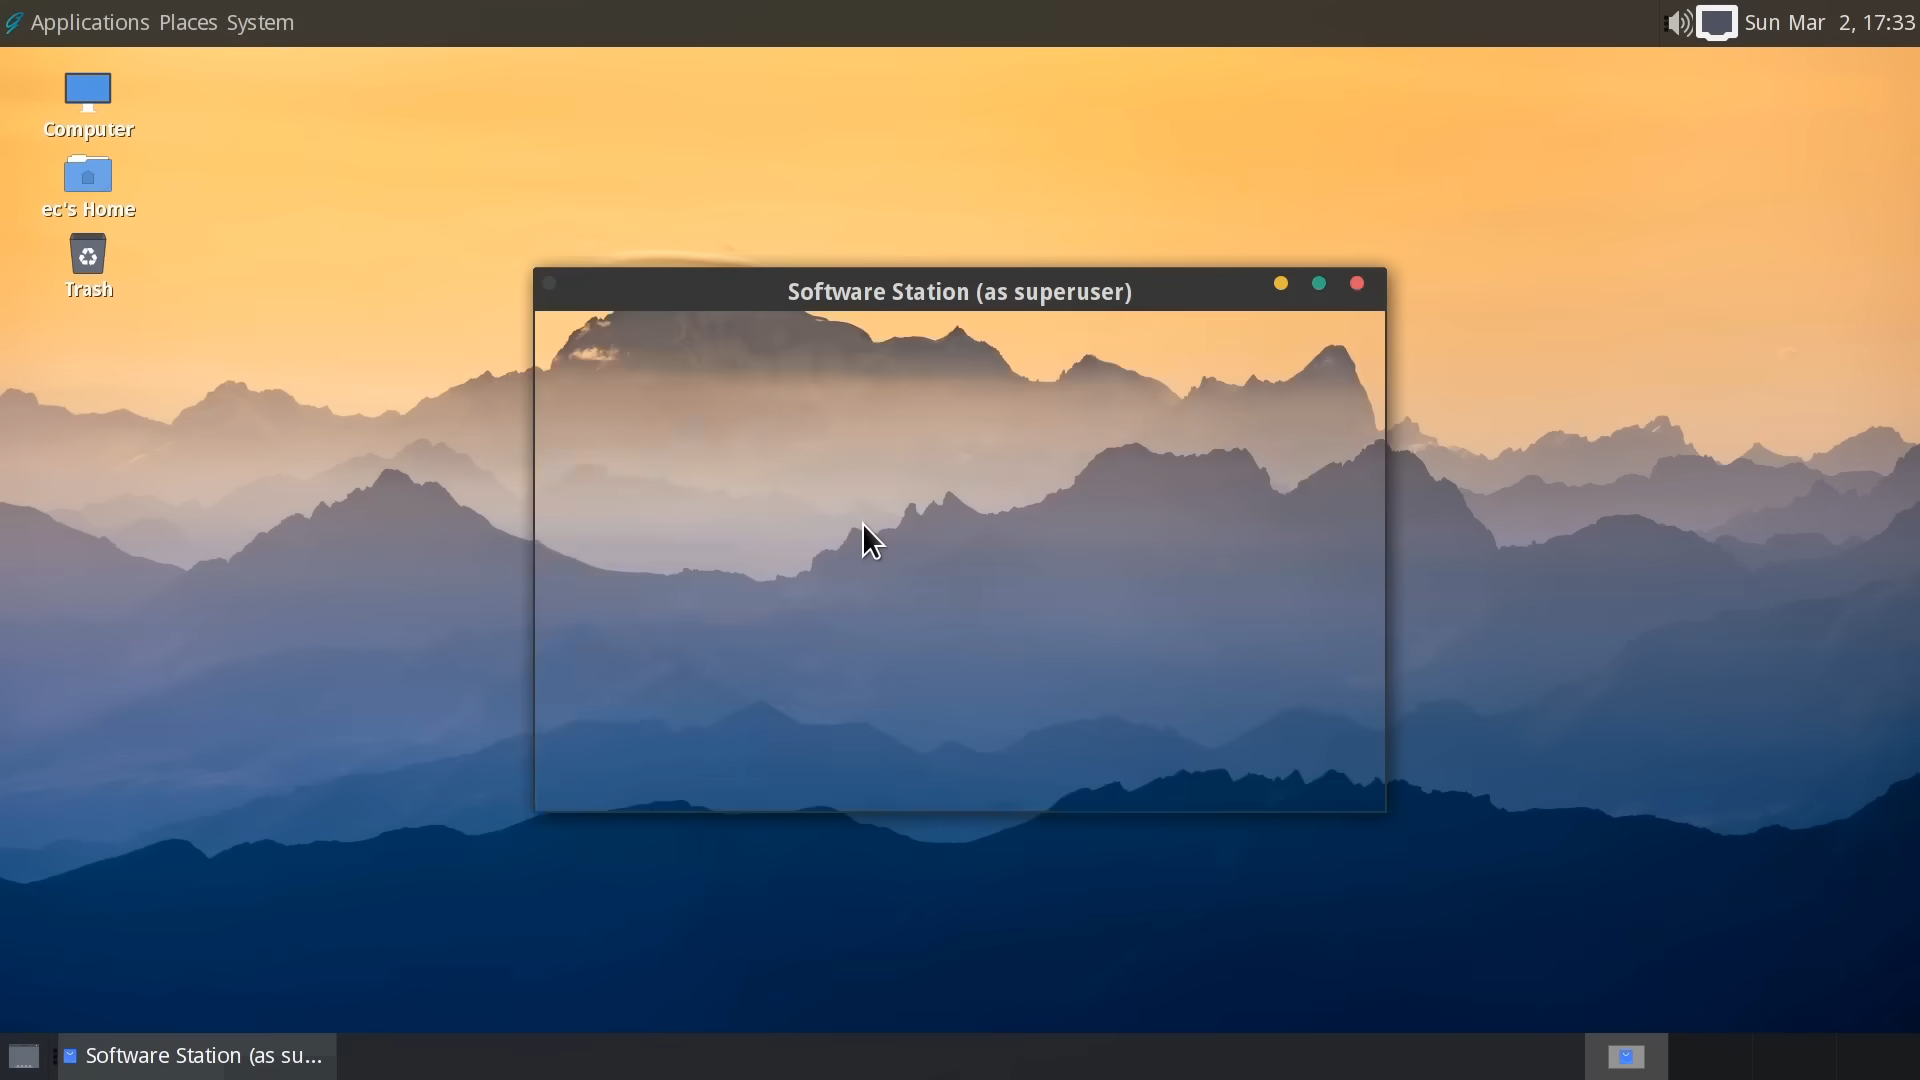 Applications Places System
Sun Mar 2, 17:33
Computer
ec's Home
Trash
Software Station (as superuser)
Software Station (as su...